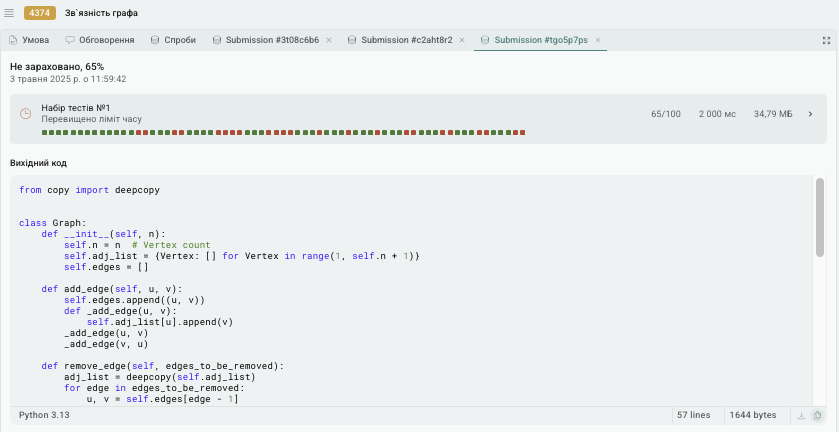 4374 Зв`язність графа
Умова Обговорення Спроби Submission #3t08c6b6 × Submission #c2aht8r2 × Submission #tgo5p7ps ×
Не зараховано, 65%
3 травня 2025 р. о 11:59:42
Набір тестів №1
Перевищено ліміт часу
65/100 2 000 мс 34,79 МБ
Вихідний код
from copy import deepcopy
class Graph:
    def __init__(self, n):
        self.n = n  # Vertex count
        self.adj_list = {Vertex: [] for Vertex in range(1, self.n + 1)}
        self.edges = []
    def add_edge(self, u, v):
        self.edges.append((u, v))
        def _add_edge(u, v):
            self.adj_list[u].append(v)
        _add_edge(u, v)
        _add_edge(v, u)
    def remove_edge(self, edges_to_be_removed):
        adj_list = deepcopy(self.adj_list)
        for edge in edges_to_be_removed:
            u, v = self.edges[edge - 1]
Python 3.13 57 lines 1644 bytes